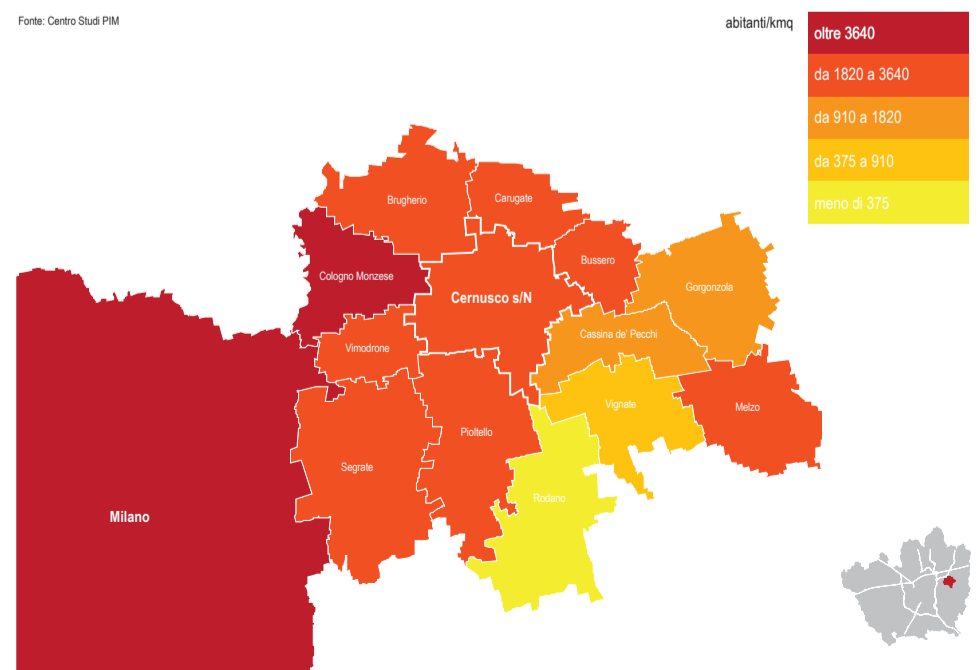 Fonte: Centro Studi PIM
abitanti/kmq
oltre 3640
da 1820 a 3640
da 910 a 1820
da 375 a 910
meno di 375
Brugherio
Carugate
Bussero
Cologno Monzese
Gorgonzola
Cernusco s/N
Cassina de' Pecchi
Vimodrone
Vignate
Melzo
Pioltello
Segrate
Rodano
Milano